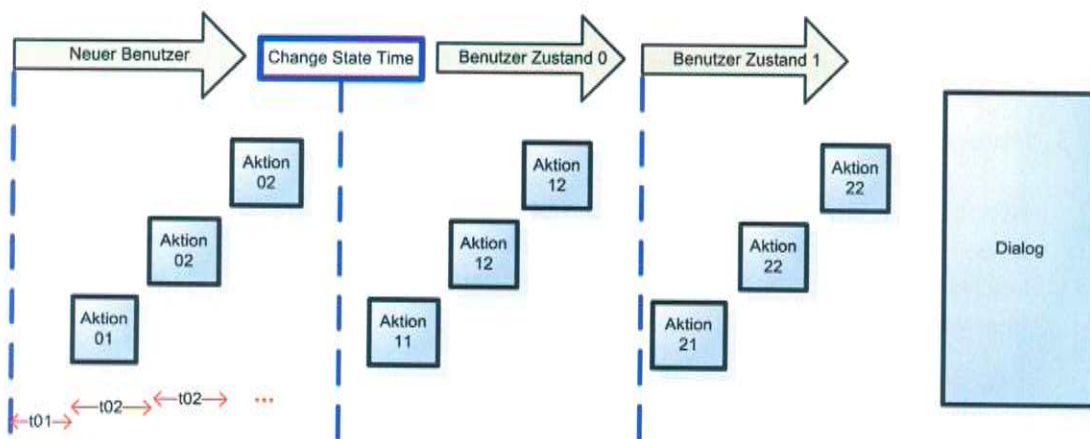 Neuer Benutzer
Change State Time
Benutzer Zustand 0
Benutzer Zustand 1
Aktion
02
Aktion
12
Aktion
22
Aktion
02
Aktion
12
Aktion
22
Dialog
Aktion
01
Aktion
11
Aktion
21
t01
t02
t02
...